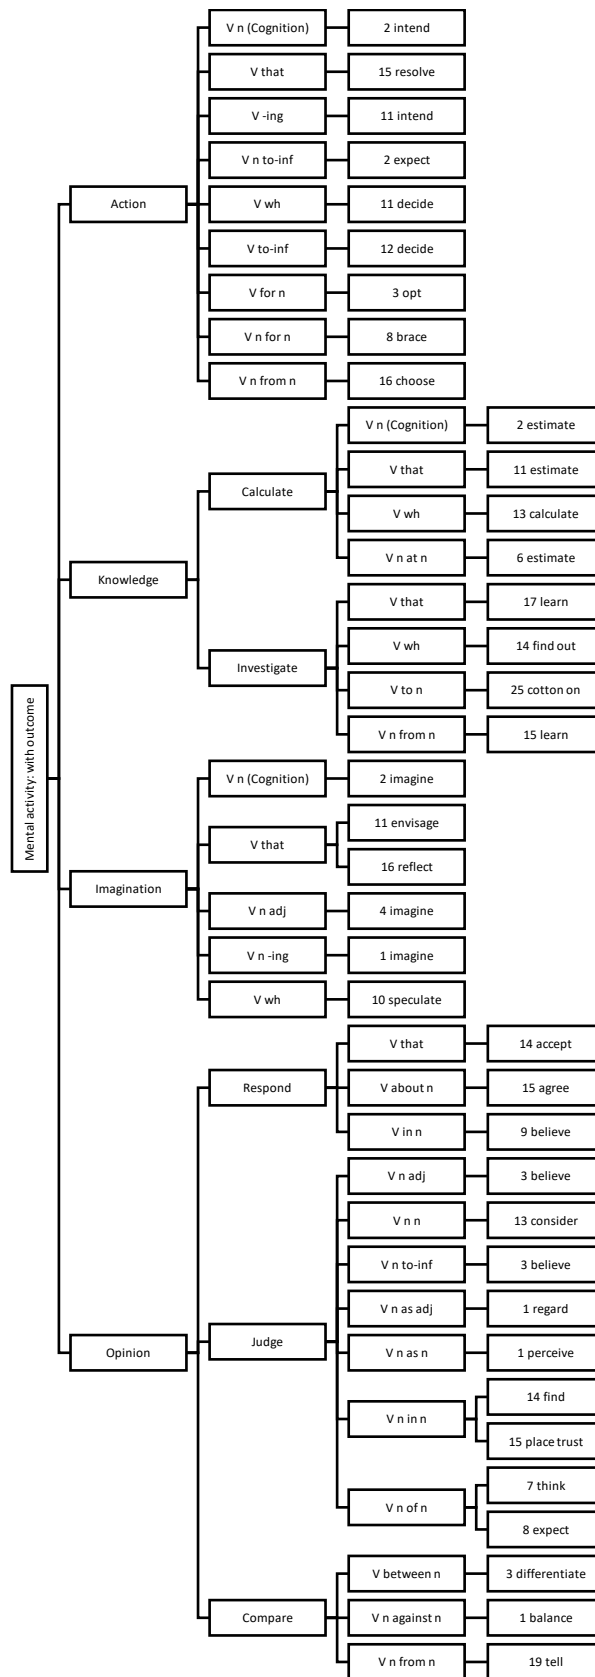 Mental activity: with outcome
Action
V n (Cognition)
2 intend
V that
15 resolve
V -ing
11 intend
V n to-inf
2 expect
V wh
11 decide
V to-inf
12 decide
V for n
3 opt
V n for n
8 brace
V n from n
16 choose
Knowledge
Calculate
V n (Cognition)
2 estimate
V that
11 estimate
V wh
13 calculate
V n at n
6 estimate
Investigate
V that
17 learn
V wh
14 find out
V to n
25 cotton on
V n from n
15 learn
Imagination
V n (Cognition)
2 imagine
V that
11 envisage
16 reflect
V n adj
4 imagine
V n -ing
1 imagine
V wh
10 speculate
Opinion
Respond
V that
14 accept
V about n
15 agree
V in n
9 believe
Judge
V n adj
3 believe
V n n
13 consider
V n to-inf
3 believe
V n as adj
1 regard
V n as n
1 perceive
V n in n
14 find
15 place trust
V n of n
7 think
8 expect
Compare
V between n
3 differentiate
V n against n
1 balance
V n from n
19 tell